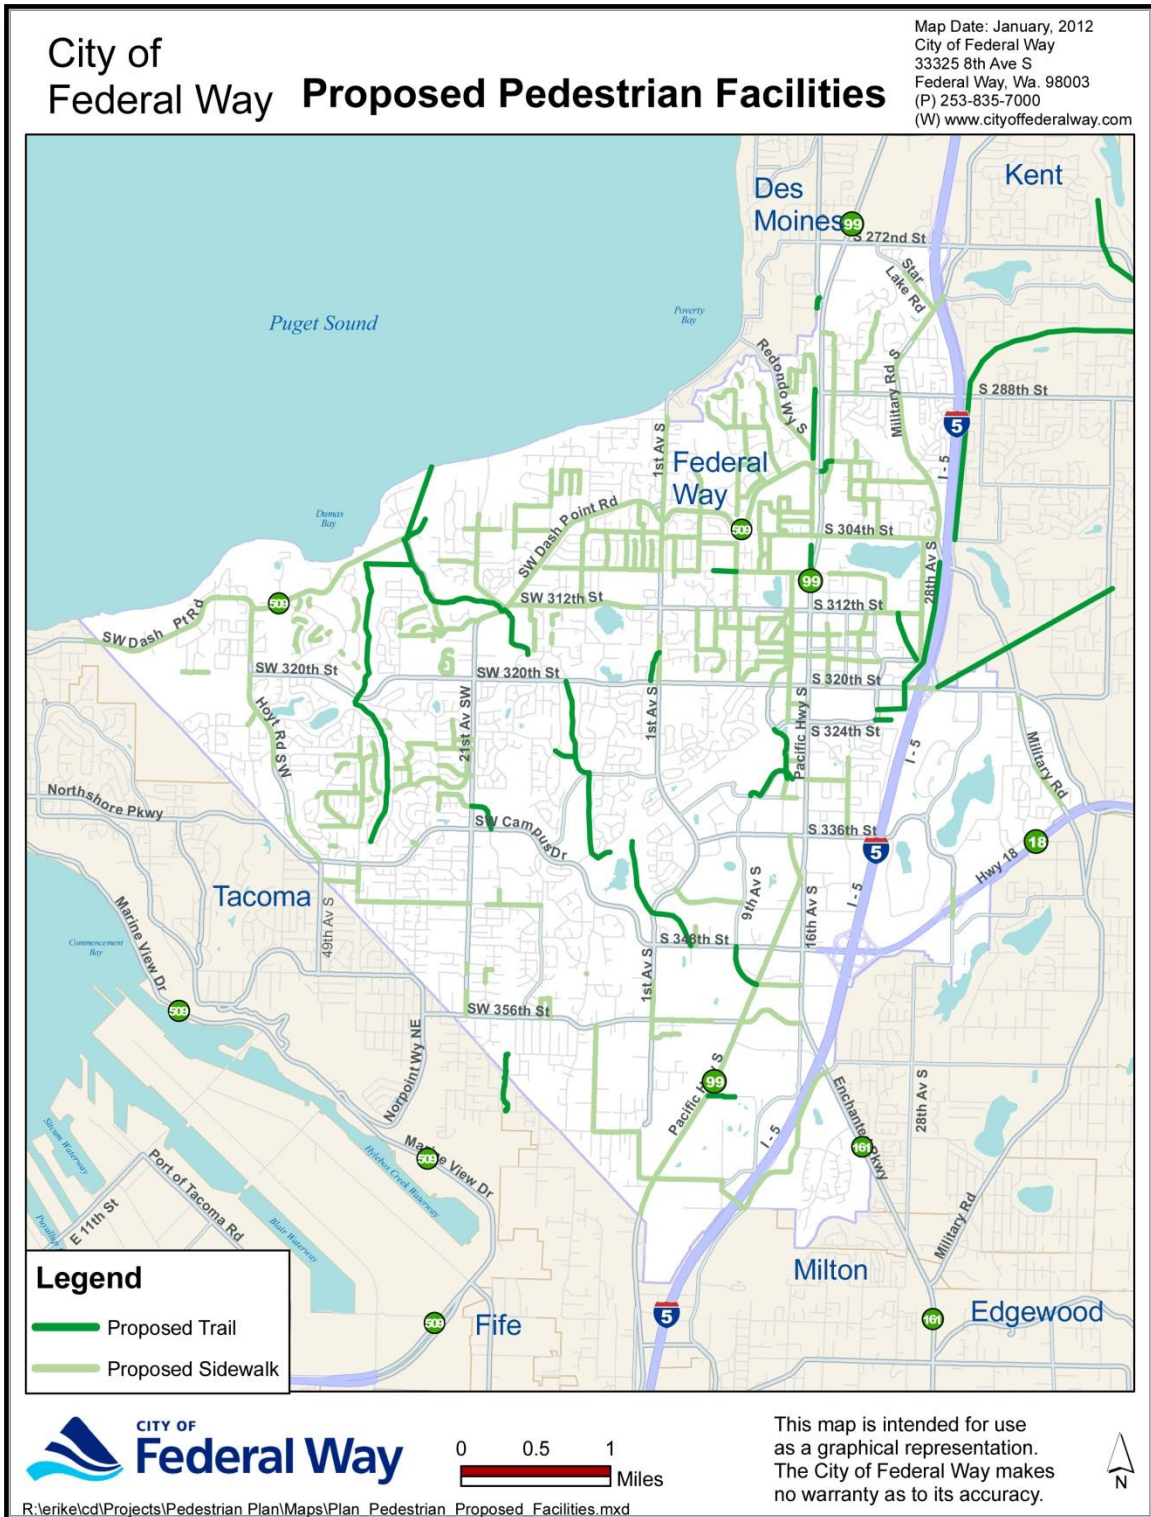 City of
Federal Way
Proposed Pedestrian Facilities
Map Date: January, 2012
City of Federal Way
33325 8th Ave S
Federal Way, Wa. 98003
(P) 253-835-7000
(W) www.cityoffederalway.com
Kent
Des
Moines
99
S 272nd St
Star
Lake Rd
Puget Sound
Poverty
Bay
Redondo Wy S
Military Rd S
S 288th St
5
I - 5
1st Av S
Federal
Way
Dumas
Bay
SW Dash Point Rd
509
S 304th St
28th Av S
99
509
SW 312th St
S 312th St
SW Dash Pt Rd
SW 320th St
SW 320th St
S 320th St
Hoyt Rd SW
21st Av SW
1st Av S
Pacific Hwy S
S 324th St
I - 5
Military Rd
Northshore Pkwy
SW Campus Dr
S 336th St
5
18
Hwy 18
Tacoma
49th Av S
9th Av S
16th Av S
I - 5
Marine View Dr
Commencement
Bay
S 348th St
1st Av S
509
SW 356th St
Norpoint Wy NE
99
Pacific Hwy S
Enchanted Pkwy
28th Av S
I - 5
161
Sitcum Waterway
Marine View Dr
509
Hylebos Creek Waterway
Port of Tacoma Rd
E 11th St
Blair Waterway
Military Rd
Milton
Legend
Proposed Trail
Proposed Sidewalk
509
Fife
5
161
Edgewood
CITY OF
Federal Way
0 0.5 1
Miles
This map is intended for use
as a graphical representation.
The City of Federal Way makes
no warranty as to its accuracy.
N
R:\erike\cd\Projects\Pedestrian Plan\Maps\Plan_Pedestrian_Proposed_Facilities.mxd